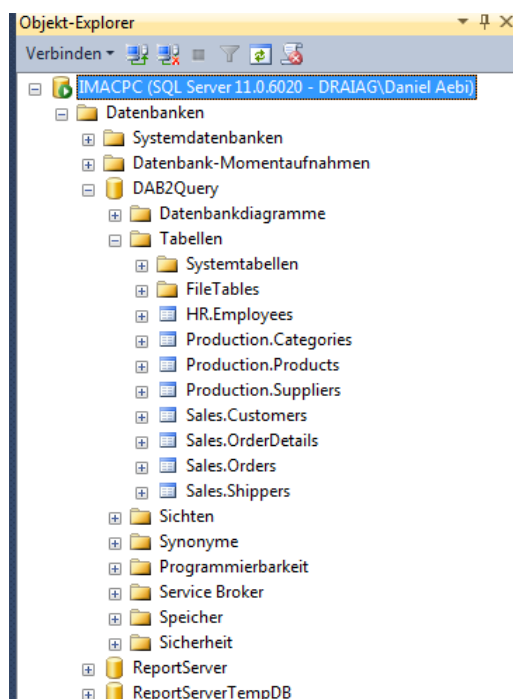 Objekt-Explorer
Verbinden
IMACPC (SQL Server 11.0.6020 - DRAIAG\Daniel Aebi)
Datenbanken
Systemdatenbanken
Datenbank-Momentaufnahmen
DAB2Query
Datenbankdiagramme
Tabellen
Systemtabellen
FileTables
HR.Employees
Production.Categories
Production.Products
Production.Suppliers
Sales.Customers
Sales.OrderDetails
Sales.Orders
Sales.Shippers
Sichten
Synonyme
Programmierbarkeit
Service Broker
Speicher
Sicherheit
ReportServer
ReportServerTempDB